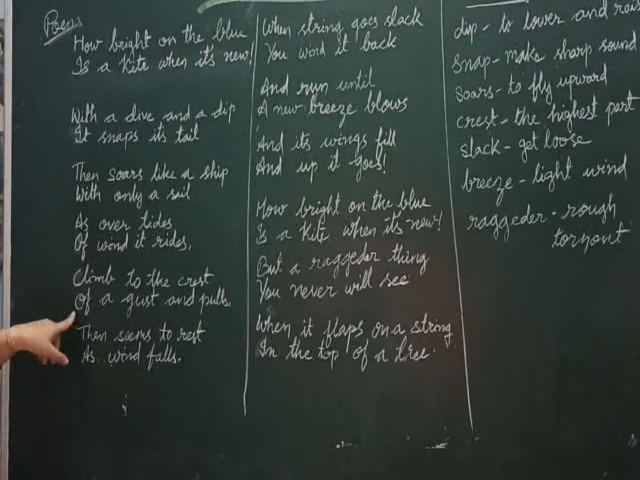 Poem
How bright on the blue
Is a kite when it's new!
With a dive and a dip
It snaps its tail
Then soars like a ship
With only a sail
As over tides
Of wind it rides,
Climb to the crest
Of a gust and pulls.
Then seems to rest
As wind falls.
When string goes slack
You wind it back
And run until
A new breeze blows
And its wings fill
And up it goes!
How bright on the blue
Is a kite when it's new!
But a raggeder thing
You never will see
When it flaps on a string
In the top of a tree.
dip - to lower and
snap - make sharp sound
soars - to fly upward
crest - the highest part
slack - get loose
breeze - light wind
raggeder - rough
tornout